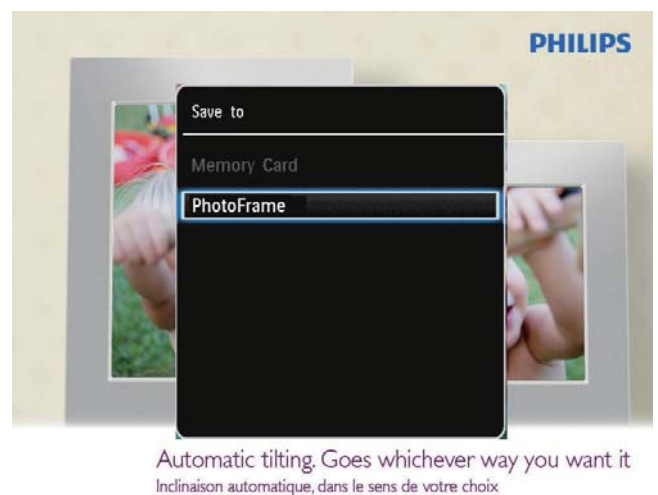 PHILIPS
Save to
Memory Card
PhotoFrame
Automatic tilting. Goes whichever way you want it
Inclinaison automatique, dans le sens de votre choix